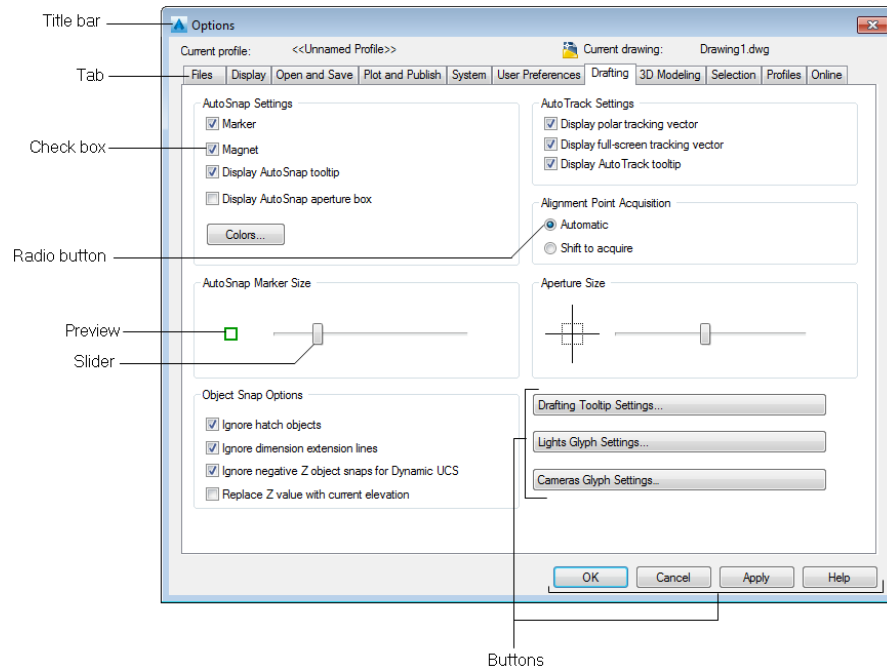 Title bar
Options
Current profile: <<Unnamed Profile>> Current drawing: Drawing1.dwg
Tab
Files Display Open and Save Plot and Publish System User Preferences Drafting 3D Modeling Selection Profiles Online
AutoSnap Settings
Marker
Check box
Magnet
Display AutoSnap tooltip
Display AutoSnap aperture box
Colors...
AutoTrack Settings
Display polar tracking vector
Display full-screen tracking vector
Display AutoTrack tooltip
Alignment Point Acquisition
Automatic
Shift to acquire
Radio button
AutoSnap Marker Size
Preview
Slider
Aperture Size
Object Snap Options
Ignore hatch objects
Ignore dimension extension lines
Ignore negative Z object snaps for Dynamic UCS
Replace Z value with current elevation
Drafting Tooltip Settings...
Lights Glyph Settings...
Cameras Glyph Settings...
OK Cancel Apply Help
Buttons